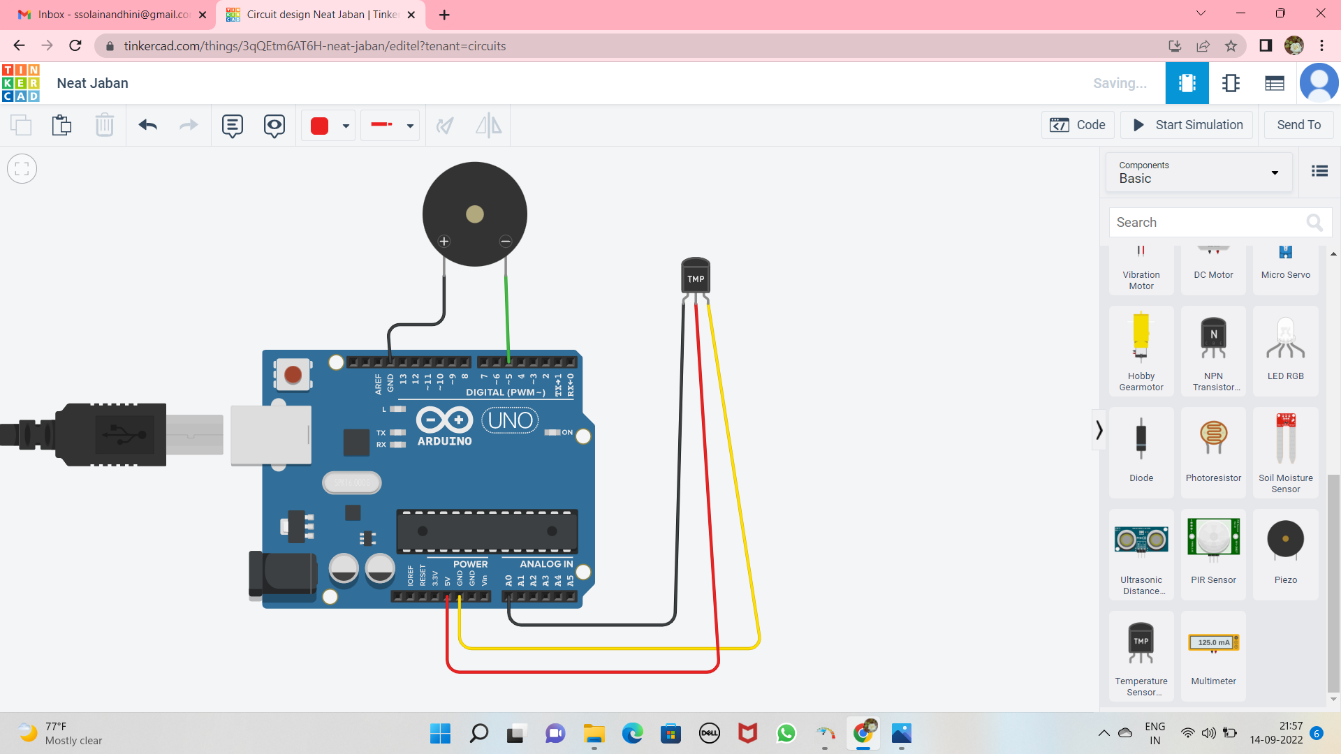 Inbox - ssolainandhini@gmail.co
Circuit design Neat Jaban | Tinker
tinkercad.com/things/3qQEtm6AT6H-neat-jaban/editel?tenant=circuits
TIN
KER
CAD
Neat Jaban
Saving...
Code
Start Simulation
Send To
Components
Basic
Search
Vibration
Motor
DC Motor
Micro Servo
Hobby
Gearmotor
N
NPN
Transistor...
LED RGB
Diode
Photoresistor
Soil Moisture
Sensor
Ultrasonic
Distance...
PIR Sensor
Piezo
TMP
Temperature
Sensor...
125.0 mA
Multimeter
TMP
AREF
GND
13
12
~11
~10
~9
8
7
~6
~5
4
~3
2
TX→1
RX←0
DIGITAL (PWM~)
L
TX
RX
UNO
ON
ARDUINO
POWER
ANALOG IN
IOREF
RESET
3.3V
5V
GND
GND
Vin
A0
A1
A2
A3
A4
A5
77°F
Mostly clear
DELL
ENG
IN
21:57
14-09-2022
6